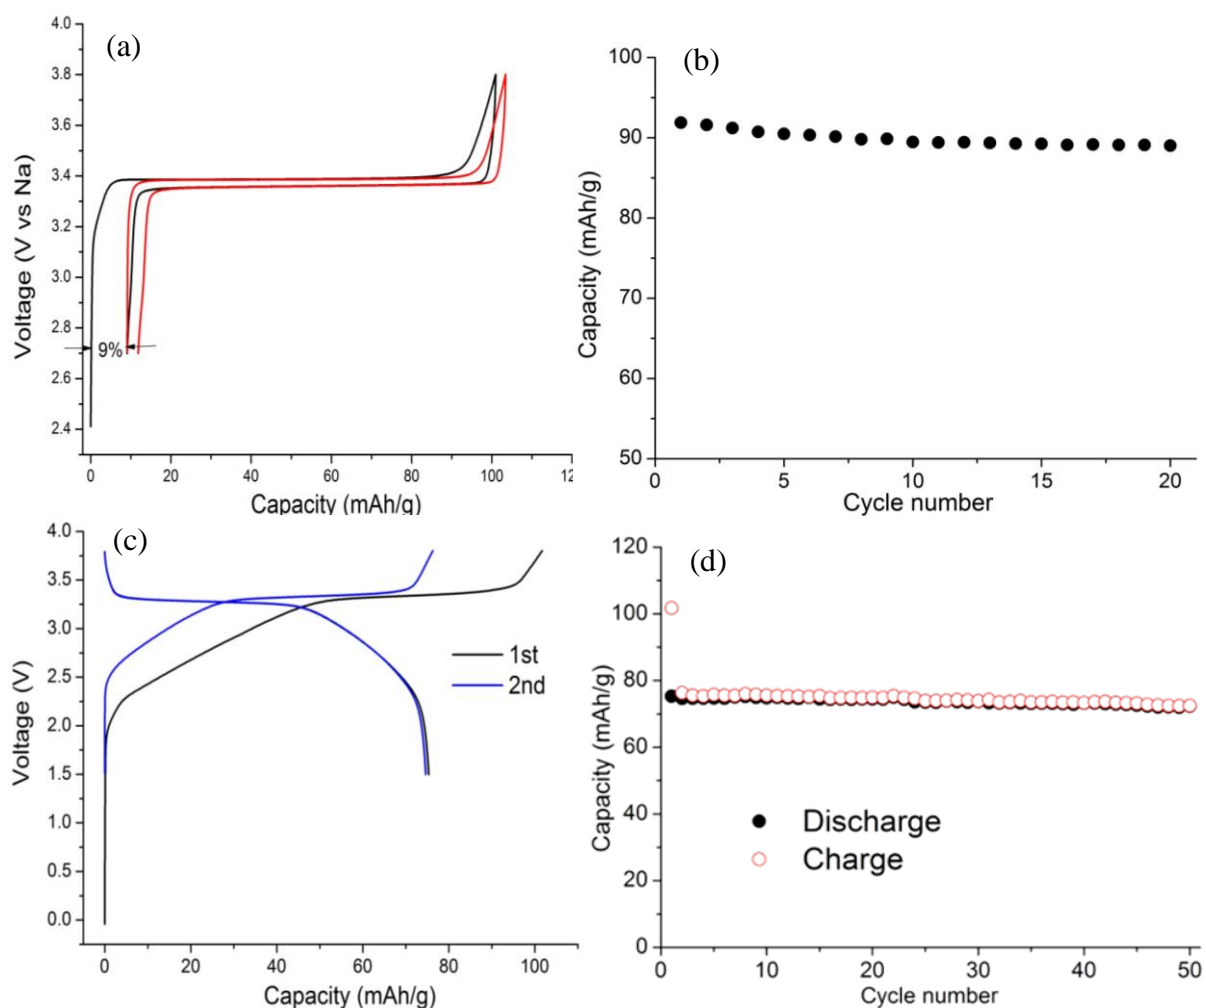 (a)
4.0
3.8
3.6
3.4
3.2
3.0
2.8
2.6
2.4
Voltage (V vs Na)
9%
0 20 40 60 80 100 12
Capacity (mAh/g)
(b)
100
90
80
70
60
50
Capacity (mAh/g)
0 5 10 15 20
Cycle number
(c)
4.0
3.5
3.0
2.5
2.0
1.5
1.0
0.5
0.0
Voltage (V)
1st
2nd
0 20 40 60 80 100
Capacity (mAh/g)
(d)
120
100
80
60
40
20
0
Capacity (mAh/g)
Discharge
Charge
0 10 20 30 40 50
Cycle number